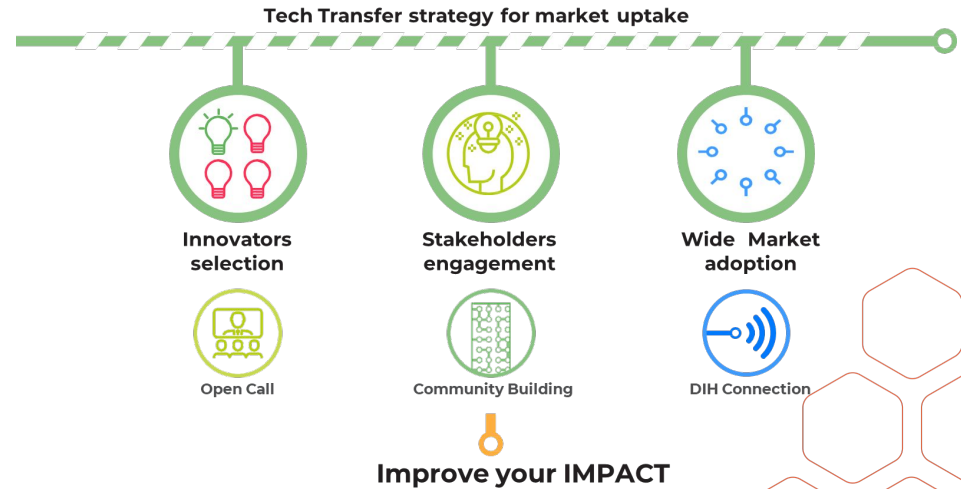 Tech Transfer strategy for market uptake
Innovators
selection
Stakeholders
engagement
Wide Market
adoption
Open Call
Community Building
DIH Connection
Improve your IMPACT